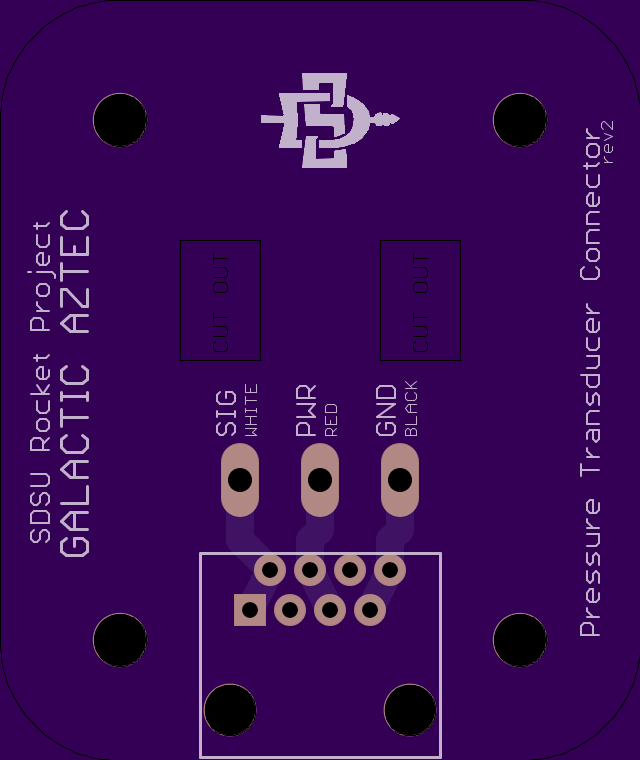 SDSU Rocket Project
GALACTIC AZTEC
SD
CUT OUT
CUT OUT
SIG
WHITE
PWR
RED
GND
BLACK
Pressure Transducer Connector
rev2